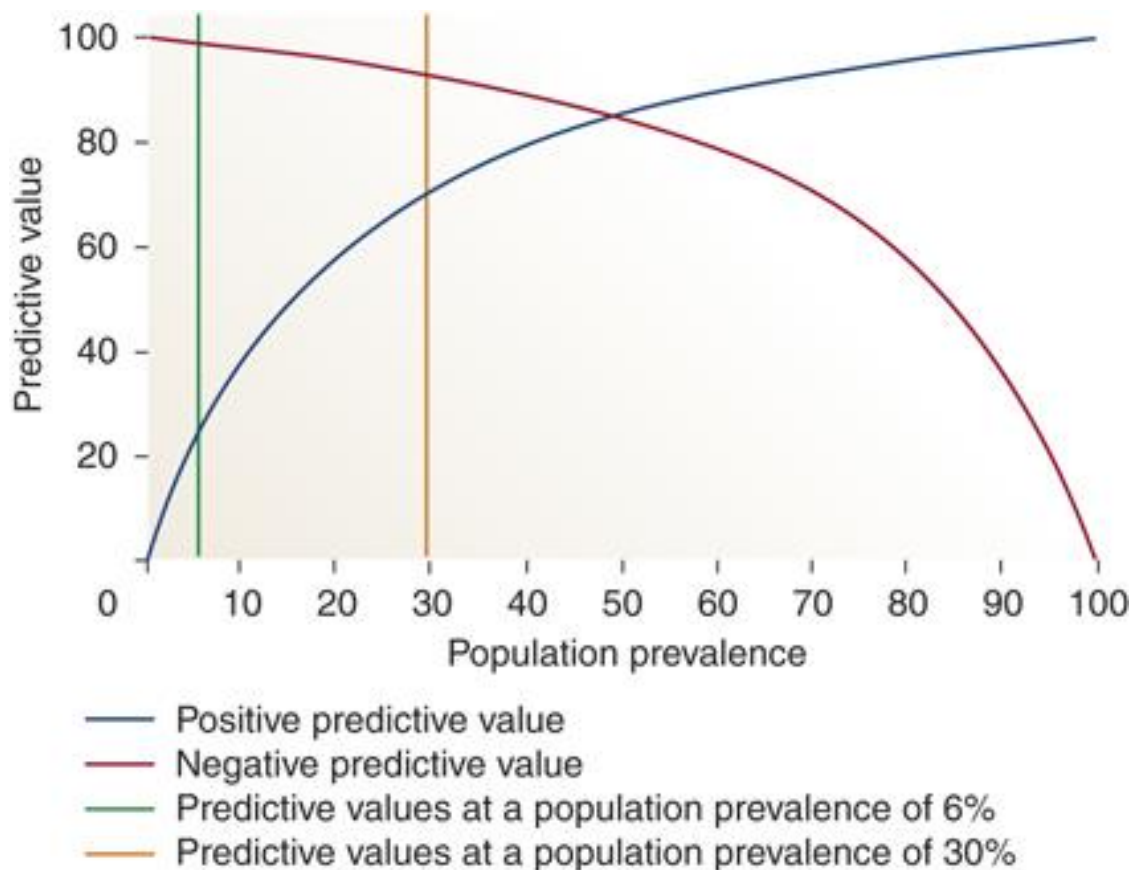 100
80
60
40
20
Predictive value
0 10 20 30 40 50 60 70 80 90 100
Population prevalence
Positive predictive value
Negative predictive value
Predictive values at a population prevalence of 6%
Predictive values at a population prevalence of 30%